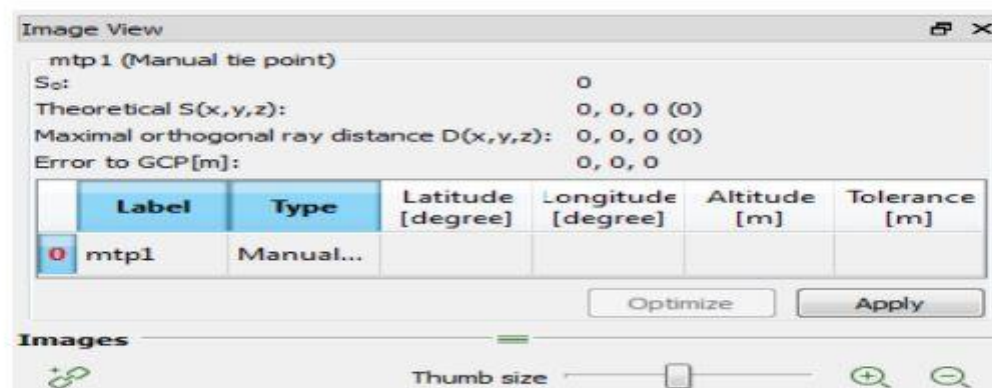 Image View
mtp1 (Manual tie point)
S₀: 0
Theoretical S(x,y,z): 0, 0, 0 (0)
Maximal orthogonal ray distance D(x,y,z): 0, 0, 0 (0)
Error to GCP[m]: 0, 0, 0
Label Type Latitude [degree] Longitude [degree] Altitude [m] Tolerance [m]
0 mtp1 Manual...
Optimize Apply
Images
Thumb size